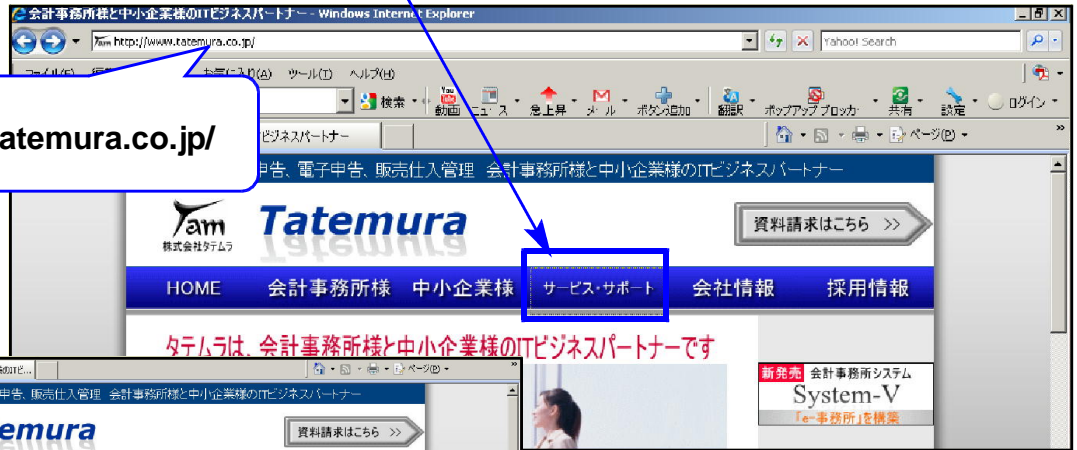 会計事務所様と中小企業様のITビジネスパートナー - Windows Internet Explorer
http://www.tatemura.co.jp/
Yahoo! Search
お気に入り(A) ツール(T) ヘルプ(H)
検索 動画 ニュース 急上昇 メール ボタン追加 翻訳 ポップアップブロッカー 共有 設定 ログイン
atemura.co.jp/
ビジネスパートナー
ページ(P)
申告、電子申告、販売仕入管理 会計事務所様と中小企業様のITビジネスパートナー
Tam
株式会社タテムラ
Tatemura
資料請求はこちら >>
HOME 会計事務所様 中小企業様 サービス・サポート 会社情報 採用情報
タテムラは、会計事務所様と中小企業様のITビジネスパートナーです
新発売 会計事務所システム
System-V
「e-事務所」を構築
ページ(P)
申告、販売仕入管理 会計事務所様と中小企業様のITビジネスパートナー
emura
資料請求はこちら >>